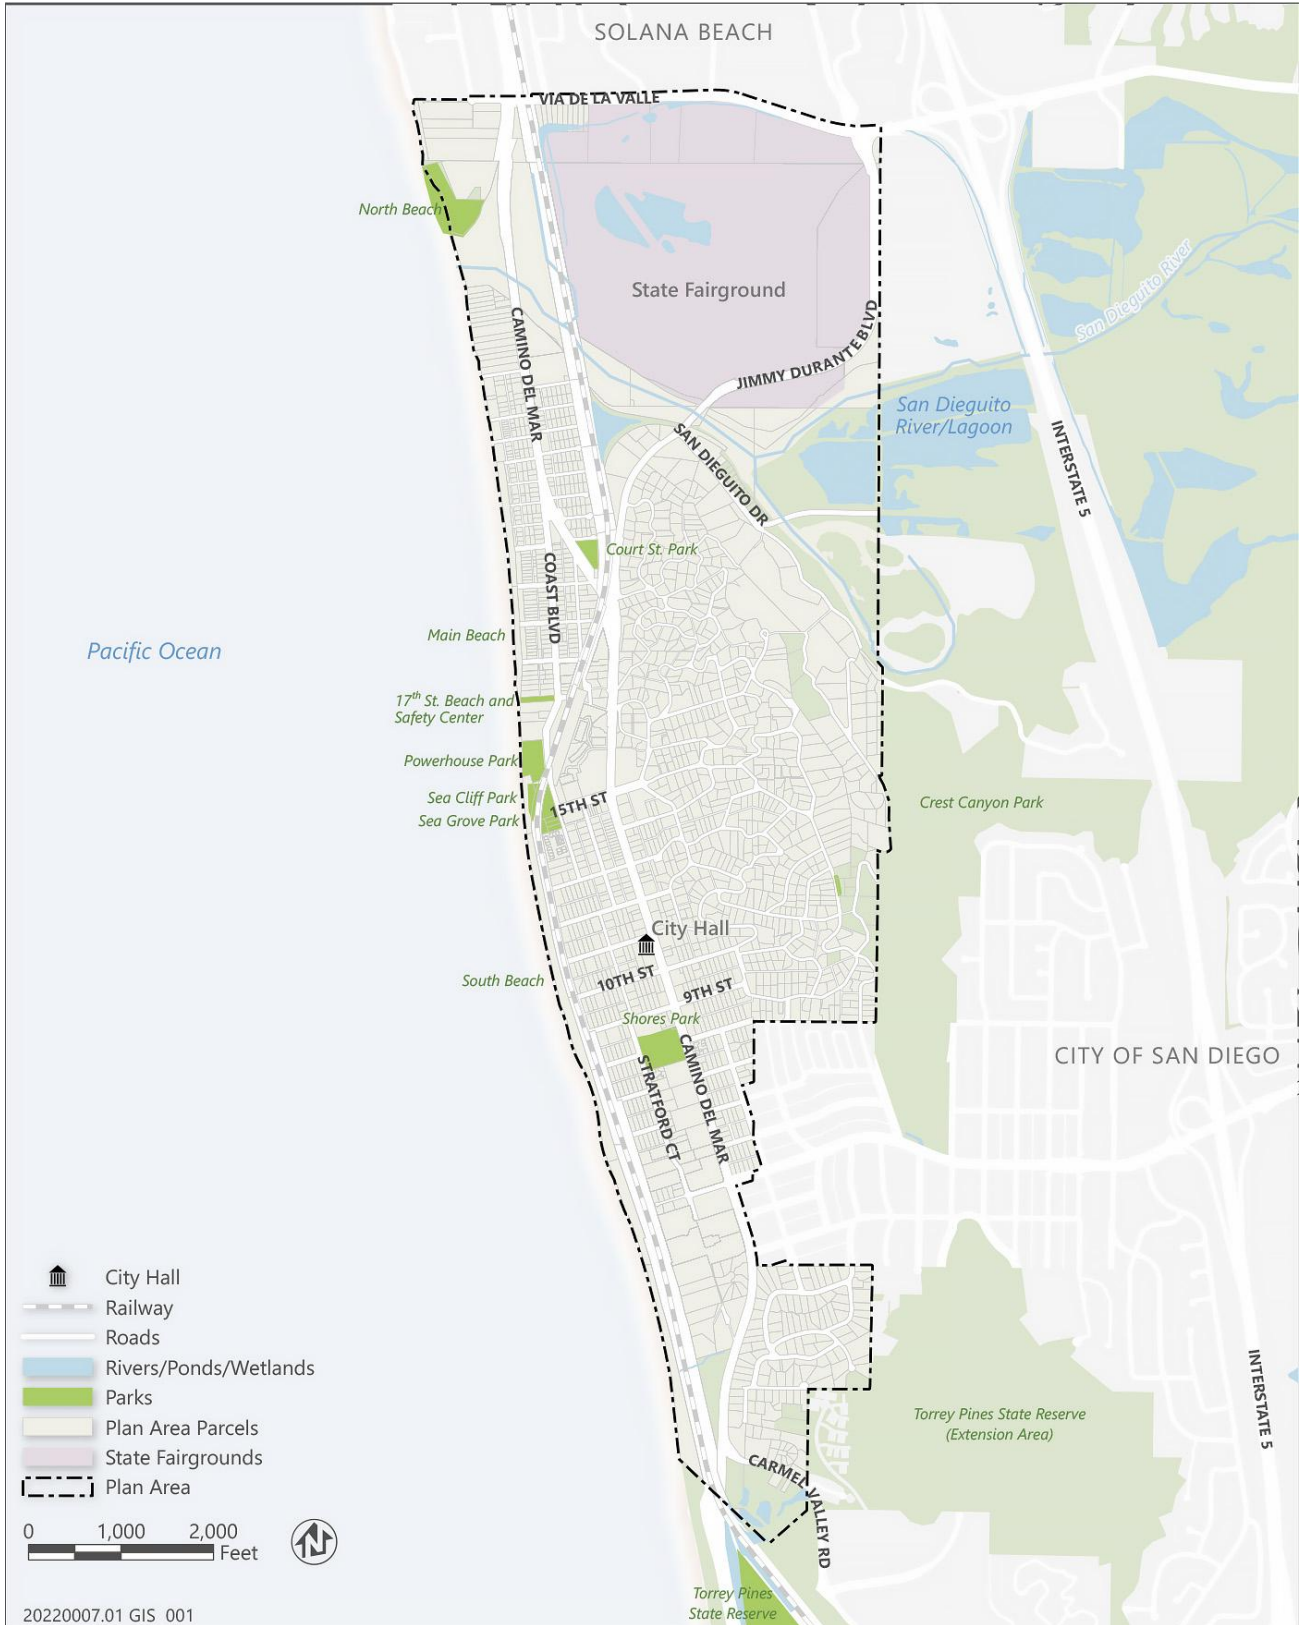 SOLANA BEACH
VIA DE LA VALLE
North Beach
San Dieguito River
State Fairground
CAMINO DEL MAR
JIMMY DURANTE BLVD
San Dieguito
River/Lagoon
SAN DIEGUITO DR
INTERSTATE 5
Court St. Park
COAST BLVD
Main Beach
Pacific Ocean
17th St. Beach and
Safety Center
Powerhouse Park
Sea Cliff Park
15TH ST
Crest Canyon Park
Sea Grove Park
City Hall
South Beach
10TH ST
9TH ST
Shores Park
CITY OF SAN DIEGO
STRATFORD CT
CAMINO DEL MAR
City Hall
Railway
Roads
Rivers/Ponds/Wetlands
Parks
Plan Area Parcels
State Fairgrounds
Plan Area
INTERSTATE 5
Torrey Pines State Reserve
(Extension Area)
CARMEL VALLEY RD
0 1,000 2,000
Feet
N
Torrey Pines
State Reserve
20220007.01 GIS 001